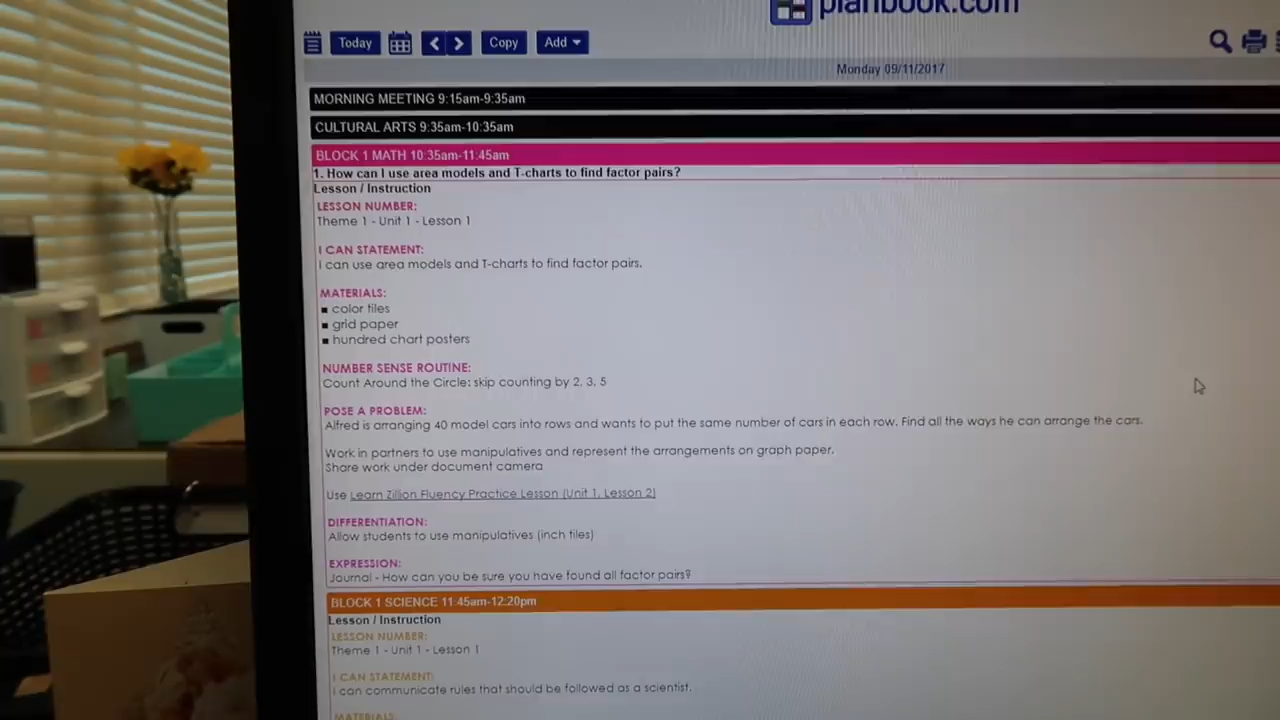 planbook.com
Today
Copy
Add
Monday 09/11/2017
MORNING MEETING 9:15am-9:35am
CULTURAL ARTS 9:35am-10:35am
BLOCK 1 MATH 10:35am-11:45am
1. How can I use area models and T-charts to find factor pairs?
Lesson / Instruction
LESSON NUMBER:
Theme 1 - Unit 1 - Lesson 1
I CAN STATEMENT:
I can use area models and T-charts to find factor pairs.
MATERIALS:
▪ color tiles
▪ grid paper
▪ hundred chart posters
NUMBER SENSE ROUTINE:
Count Around the Circle: skip counting by 2, 3, 5
POSE A PROBLEM:
Alfred is arranging 40 model cars into rows and wants to put the same number of cars in each row. Find all the ways he can arrange the cars.
Work in partners to use manipulatives and represent the arrangements on graph paper.
Share work under document camera
Use Learn Zillion Fluency Practice Lesson (Unit 1, Lesson 2)
DIFFERENTIATION:
Allow students to use manipulatives (inch tiles)
EXPRESSION:
Journal - How can you be sure you have found all factor pairs?
BLOCK 1 SCIENCE 11:45am-12:20pm
Lesson / Instruction
LESSON NUMBER:
Theme 1 - Unit 1 - Lesson 1
I CAN STATEMENT:
I can communicate rules that should be followed as a scientist.
MATERIALS: